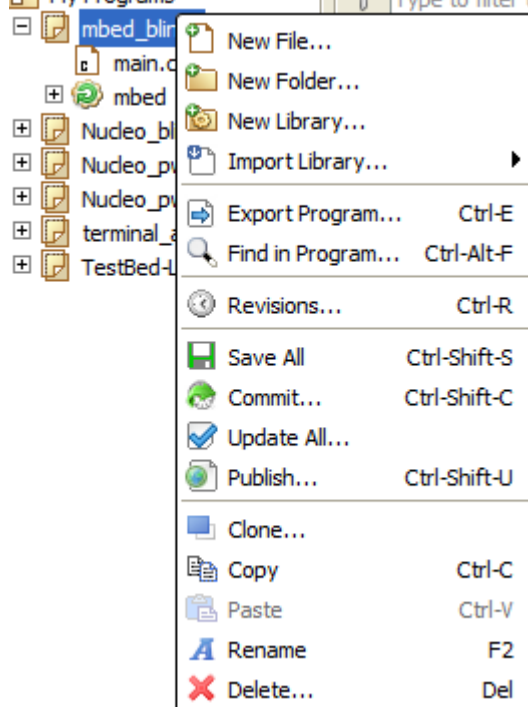 My Programs
Type to filter
mbed_blin
main.c
mbed
Nucleo_bl
Nucleo_pw
Nucleo_pw
terminal_a
TestBed-L
New File...
New Folder...
New Library...
Import Library...
Export Program... Ctrl-E
Find in Program... Ctrl-Alt-F
Revisions... Ctrl-R
Save All Ctrl-Shift-S
Commit... Ctrl-Shift-C
Update All...
Publish... Ctrl-Shift-U
Clone...
Copy Ctrl-C
Paste Ctrl-V
Rename F2
Delete... Del